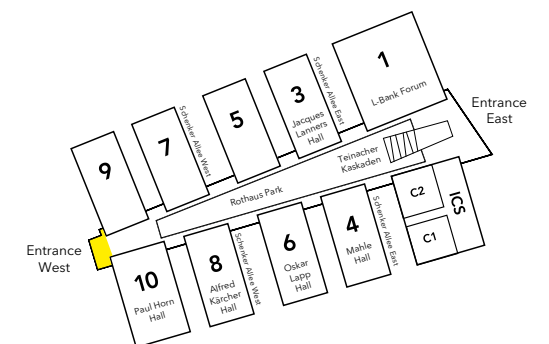 1
L-Bank Forum
Entrance
East
3
Jacques
Lanners
Hall
Schenker Allee East
5
7
Schenker Allee West
9
Teinacher
Kaskaden
Rothaus Park
Entrance
West
10
Paul Horn
Hall
8
Alfred
Kärcher
Hall
Schenker Allee West
6
Oskar
Lapp
Hall
4
Mahle
Hall
Schenker Allee East
C2
C1
ICS